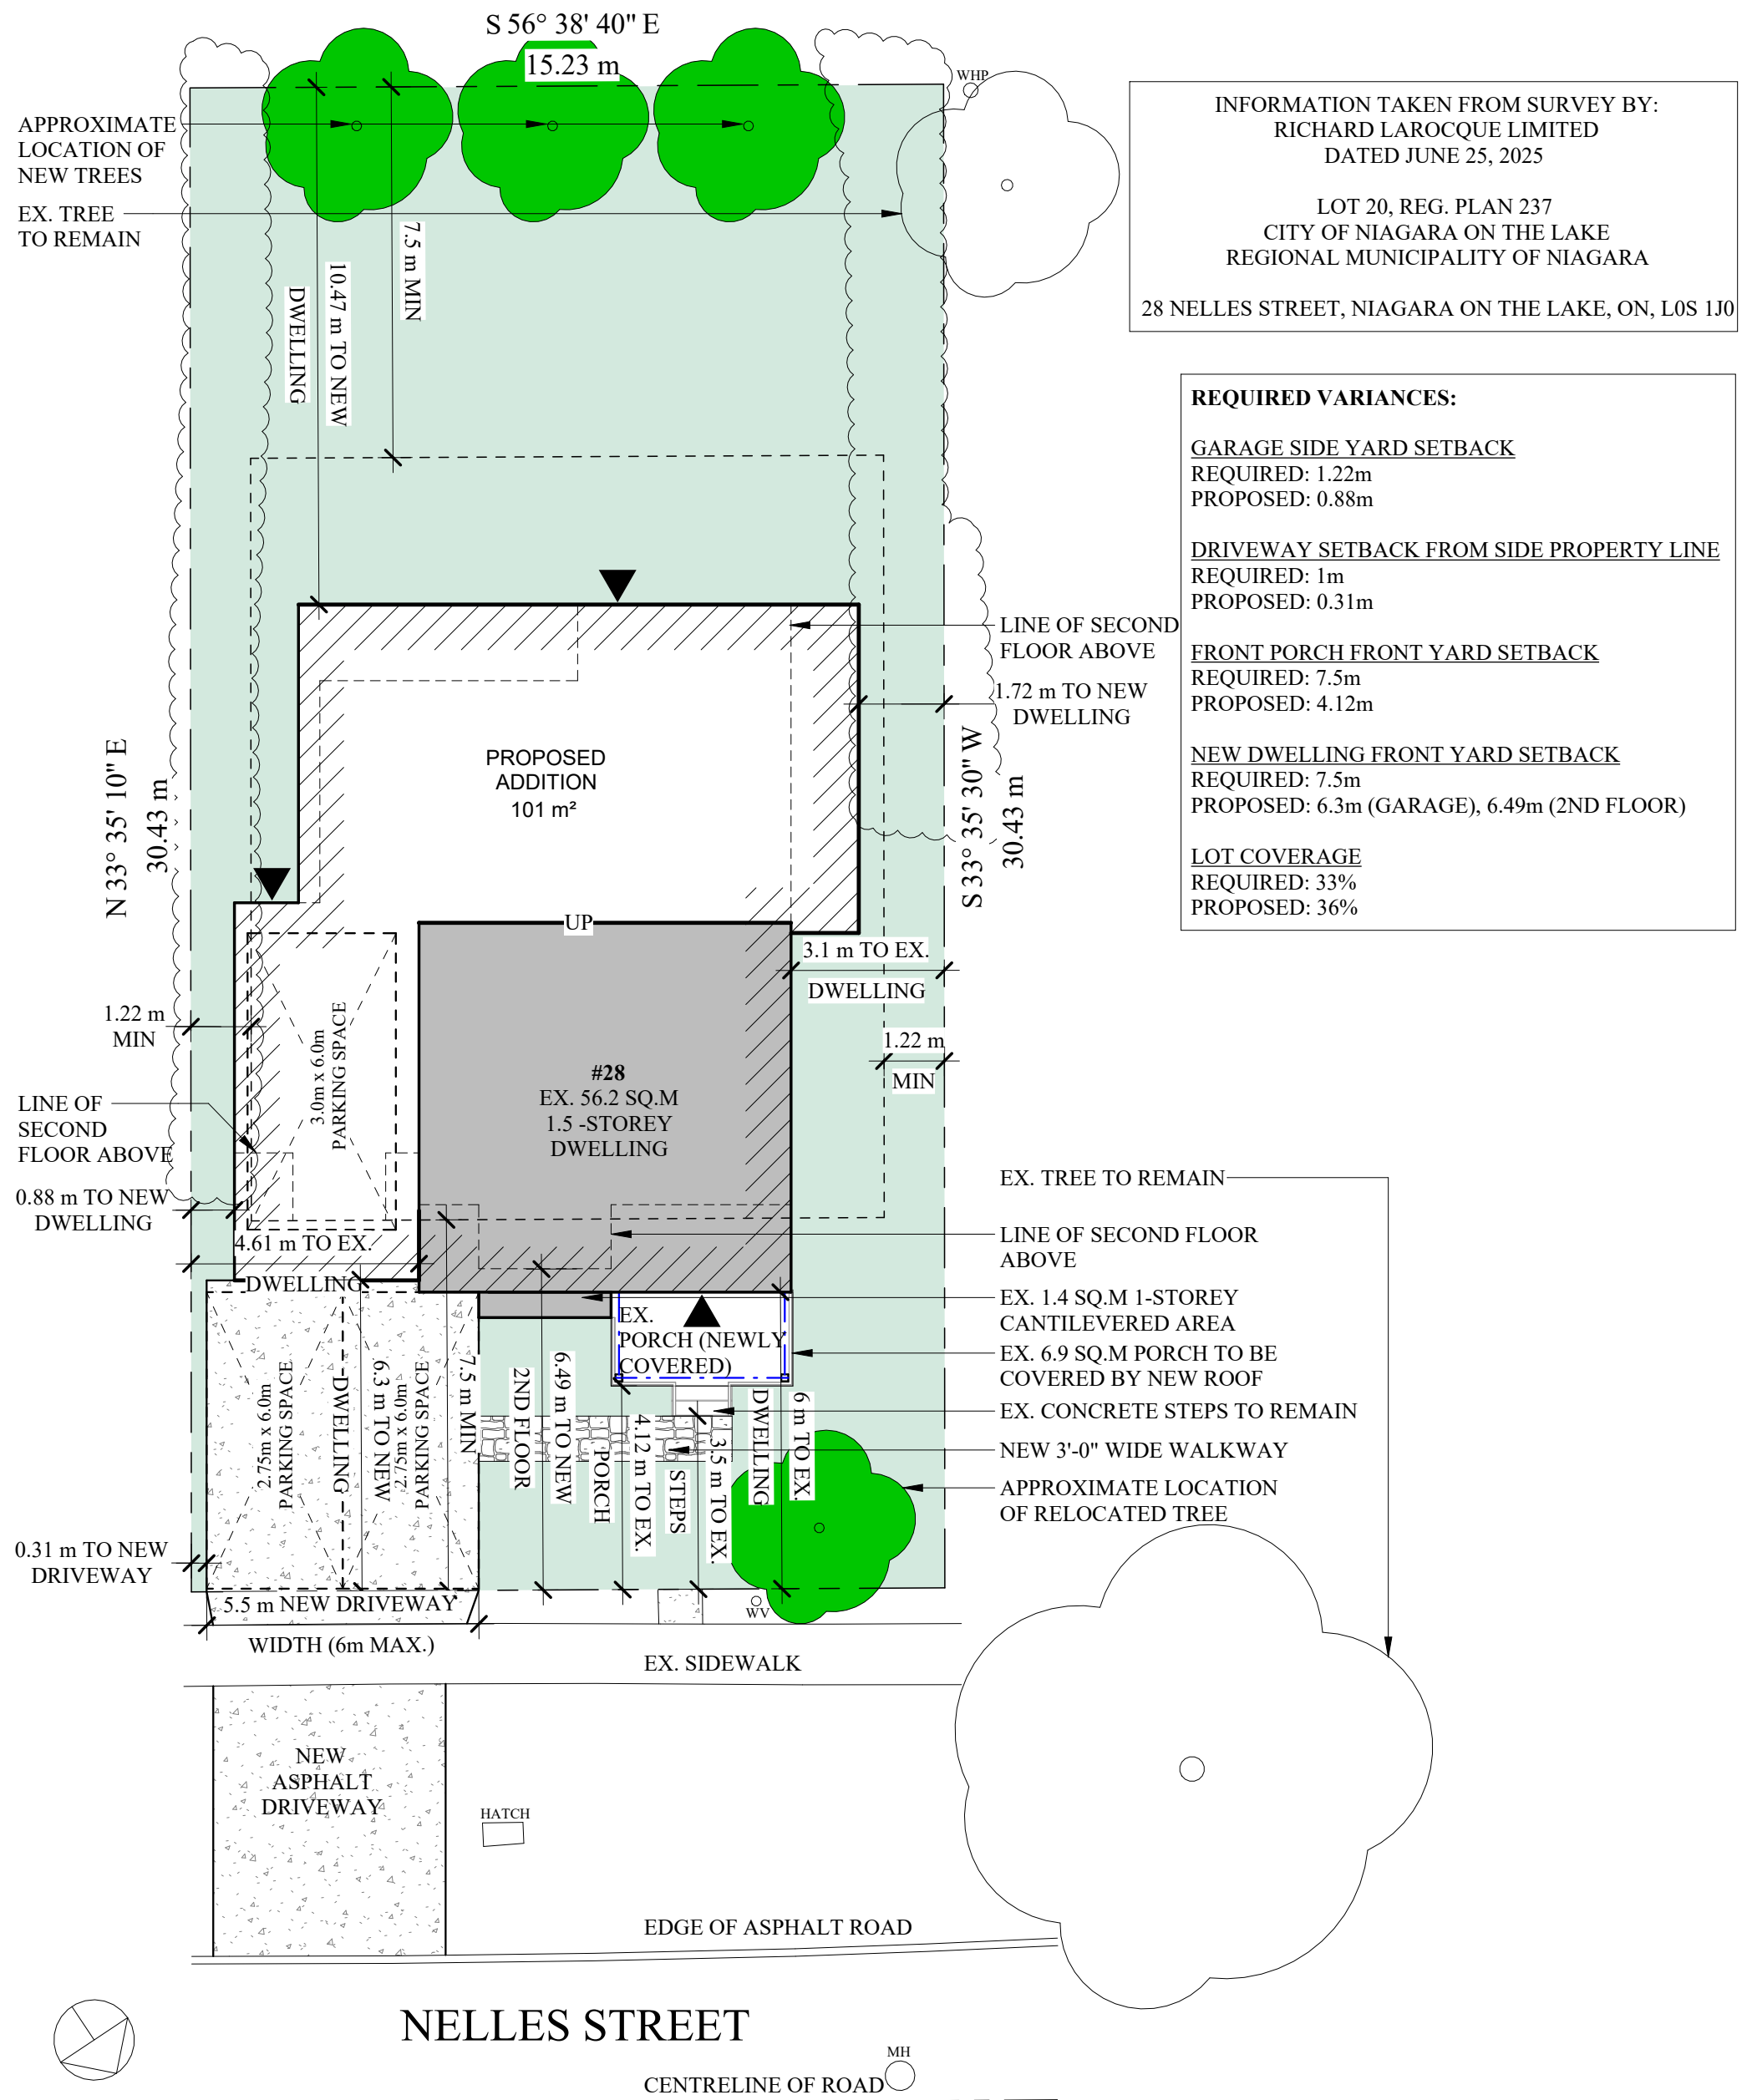 S 56° 38' 40" E
15.23 m
WHP
APPROXIMATE
LOCATION OF
NEW TREES
EX. TREE
TO REMAIN
INFORMATION TAKEN FROM SURVEY BY:
RICHARD LAROCQUE LIMITED
DATED JUNE 25, 2025
LOT 20, REG. PLAN 237
CITY OF NIAGARA ON THE LAKE
REGIONAL MUNICIPALITY OF NIAGARA
28 NELLES STREET, NIAGARA ON THE LAKE, ON, L0S 1J0
7.5 m MIN
10.47 m TO NEW
DWELLING
REQUIRED VARIANCES:
GARAGE SIDE YARD SETBACK
REQUIRED: 1.22m
PROPOSED: 0.88m
DRIVEWAY SETBACK FROM SIDE PROPERTY LINE
REQUIRED: 1m
PROPOSED: 0.31m
FRONT PORCH FRONT YARD SETBACK
REQUIRED: 7.5m
PROPOSED: 4.12m
NEW DWELLING FRONT YARD SETBACK
REQUIRED: 7.5m
PROPOSED: 6.3m (GARAGE), 6.49m (2ND FLOOR)
LOT COVERAGE
REQUIRED: 33%
PROPOSED: 36%
LINE OF SECOND
FLOOR ABOVE
1.72 m TO NEW
DWELLING
N 33° 35' 10" E
30.43 m
S 33° 35' 30" W
30.43 m
PROPOSED
ADDITION
101 m²
UP
3.1 m TO EX.
DWELLING
1.22 m
MIN
1.22 m
MIN
3.0m x 6.0m
PARKING SPACE
#28
EX. 56.2 SQ.M
1.5 -STOREY
DWELLING
LINE OF
SECOND
FLOOR ABOVE
0.88 m TO NEW
DWELLING
4.61 m TO EX.
DWELLING
EX. TREE TO REMAIN
LINE OF SECOND FLOOR
ABOVE
EX. 1.4 SQ.M 1-STOREY
CANTILEVERED AREA
EX. 6.9 SQ.M PORCH TO BE
COVERED BY NEW ROOF
EX. CONCRETE STEPS TO REMAIN
NEW 3'-0" WIDE WALKWAY
APPROXIMATE LOCATION
OF RELOCATED TREE
EX.
PORCH (NEWLY
COVERED)
2.75m x 6.0m
PARKING SPACE
6.3 m TO NEW
DWELLING
2.75m x 6.0m
PARKING SPACE
7.5 m MIN
6.49 m TO NEW
2ND FLOOR
4.12 m TO EX.
PORCH
3.5 m TO EX.
STEPS
6 m TO EX.
DWELLING
0.31 m TO NEW
DRIVEWAY
5.5 m NEW DRIVEWAY
WIDTH (6m MAX.)
WV
EX. SIDEWALK
NEW
ASPHALT
DRIVEWAY
HATCH
EDGE OF ASPHALT ROAD
NELLES STREET
MH
CENTRELINE OF ROAD